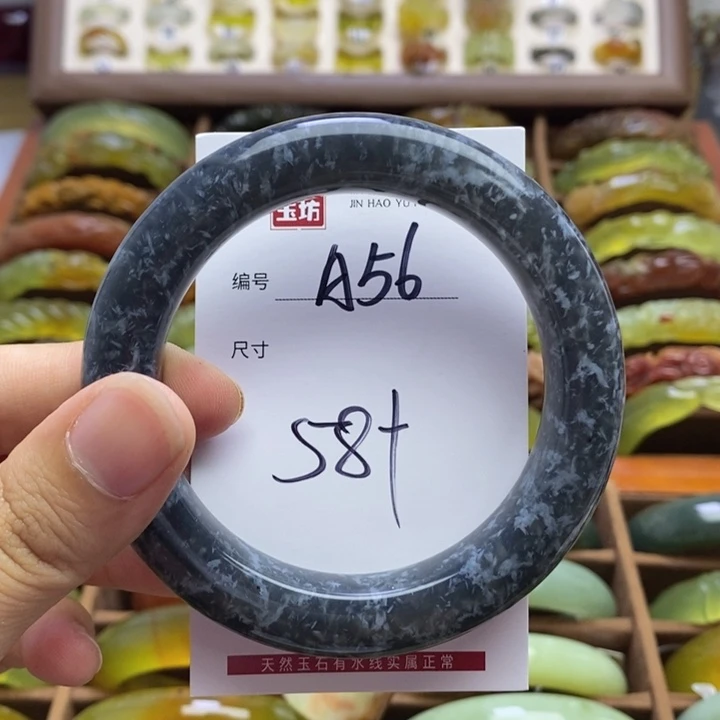 玉坊
JIN HAO YU
编号 A56
尺寸
58+
天然玉石有水线实属正常